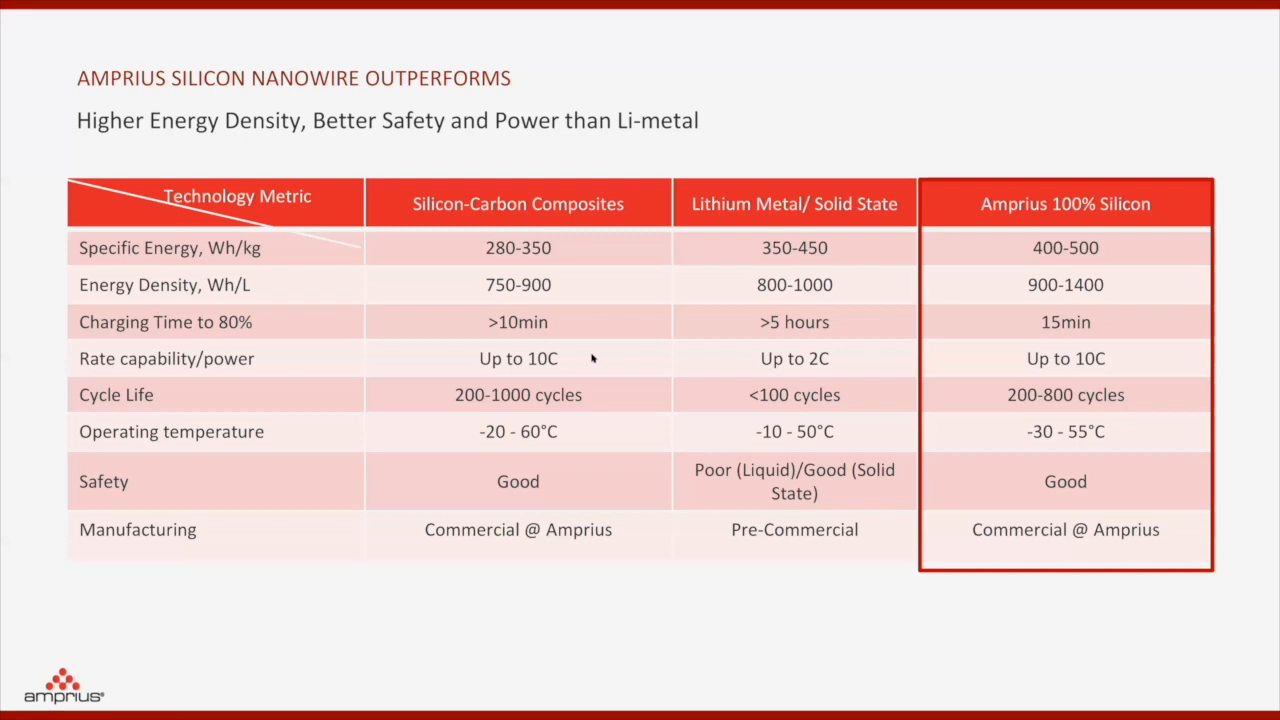 AMPRIUS SILICON NANOWIRE OUTPERFORMS
Higher Energy Density, Better Safety and Power than Li-metal
Technology Metric Silicon-Carbon Composites Lithium Metal/ Solid State Amprius 100% Silicon
Specific Energy, Wh/kg 280-350 350-450 400-500
Energy Density, Wh/L 750-900 800-1000 900-1400
Charging Time to 80% >10min >5 hours 15min
Rate capability/power Up to 10C Up to 2C Up to 10C
Cycle Life 200-1000 cycles <100 cycles 200-800 cycles
Operating temperature -20 - 60°C -10 - 50°C -30 - 55°C
Safety Good Poor (Liquid)/Good (Solid
State) Good
Manufacturing Commercial @ Amprius Pre-Commercial Commercial @ Amprius
amprius®